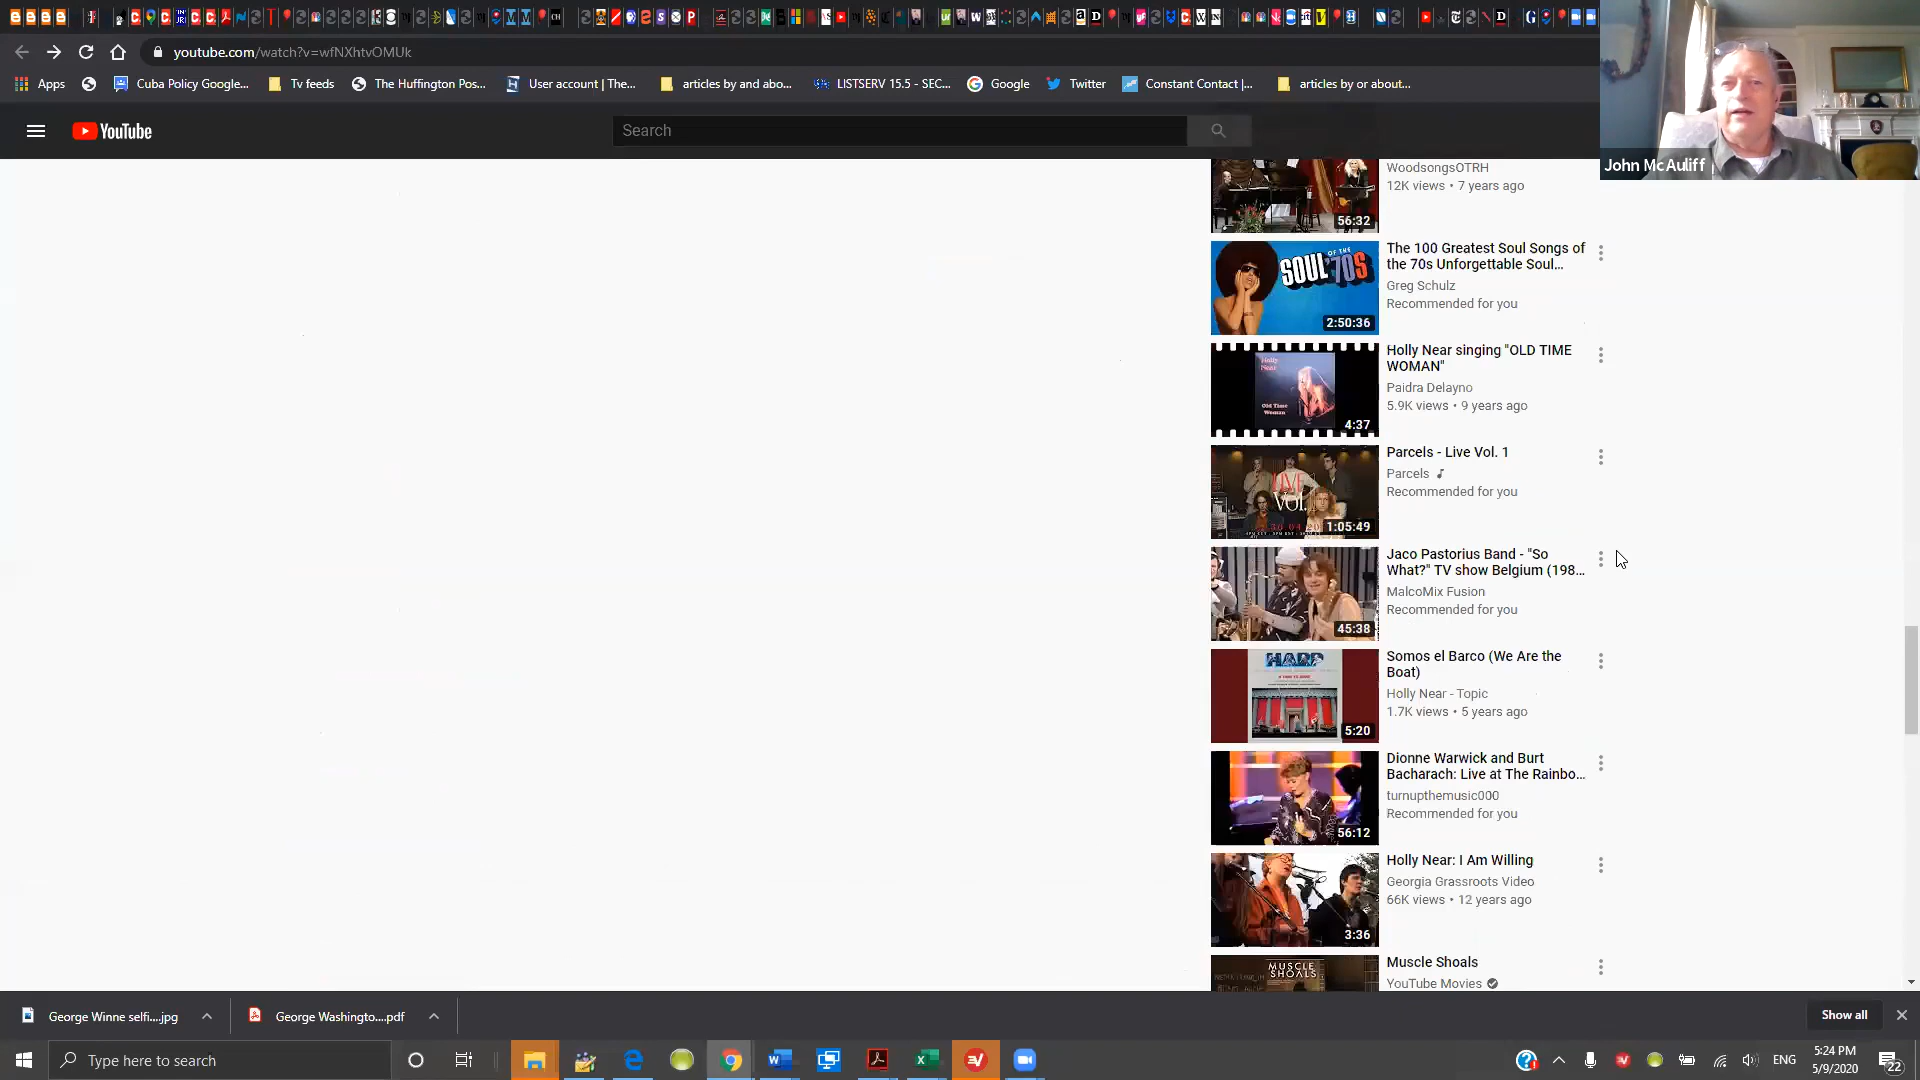 youtube.com/watch?v=wfNXhtvOMUk
Apps
Cuba Policy Google...
Tv feeds
The Huffington Pos...
User account | The...
articles by and abo...
LISTSERV 15.5 - SEC...
Google
Twitter
Constant Contact |...
articles by or about...
YouTube
Search
John McAuliff
WoodsongsOTRH
12K views • 7 years ago
56:32
The 100 Greatest Soul Songs of
the 70s Unforgettable Soul...
Greg Schulz
Recommended for you
OF THE
SOUL '70S
2:50:36
Holly Near singing "OLD TIME
WOMAN"
Paidra Delayno
5.9K views • 9 years ago
Holly
Near
Old Time
Woman
4:37
Parcels - Live Vol. 1
Parcels
Recommended for you
LIVE
VOL.
1:05:49
Jaco Pastorius Band - "So
What?" TV show Belgium (198...
MalcoMix Fusion
Recommended for you
45:38
Somos el Barco (We Are the
Boat)
Holly Near - Topic
1.7K views • 5 years ago
HARP
5:20
Dionne Warwick and Burt
Bacharach: Live at The Rainbo...
turnupthemusic000
Recommended for you
56:12
Holly Near: I Am Willing
Georgia Grassroots Video
66K views • 12 years ago
3:36
Muscle Shoals
YouTube Movies
MUSCLE
SHOALS
George Winne selfi....jpg
George Washingto....pdf
Show all
Type here to search
ENG
5:24 PM
5/9/2020
22